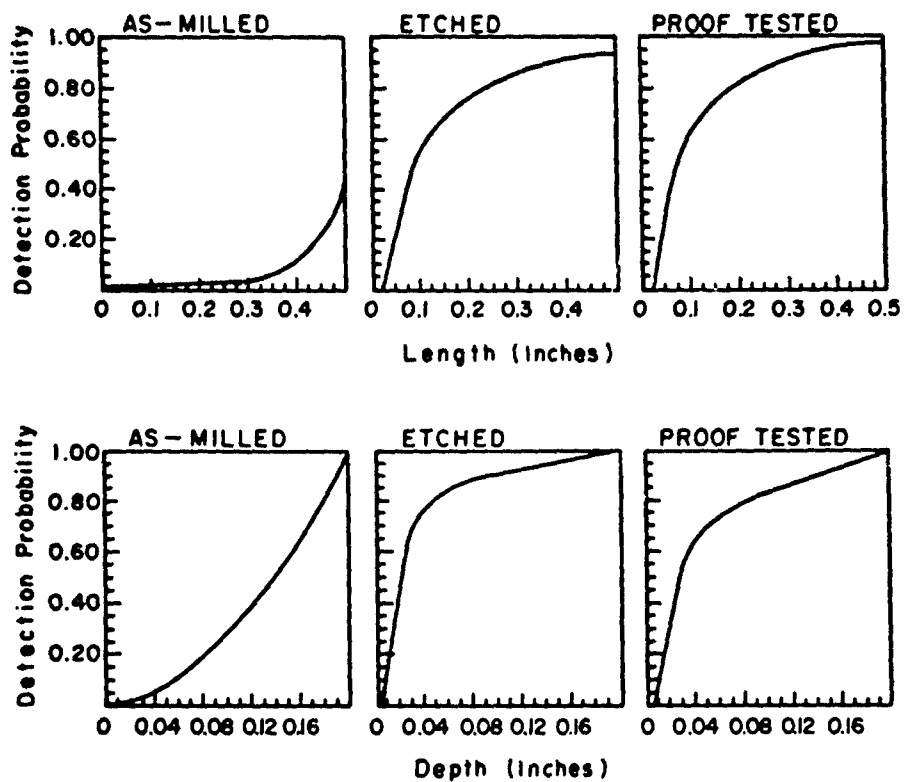 AS-MILLED ETCHED PROOF TESTED
Detection Probability
1.00
0.80
0.60
0.40
0.20
0 0.1 0.2 0.3 0.4 0 0.1 0.2 0.3 0.4 0 0.1 0.2 0.3 0.4 0.5
Length (inches)
AS-MILLED ETCHED PROOF TESTED
Detection Probability
1.00
0.80
0.60
0.40
0.20
0 0.04 0.08 0.12 0.16 0 0.04 0.08 0.12 0.16 0 0.04 0.08 0.12 0.16
Depth (inches)